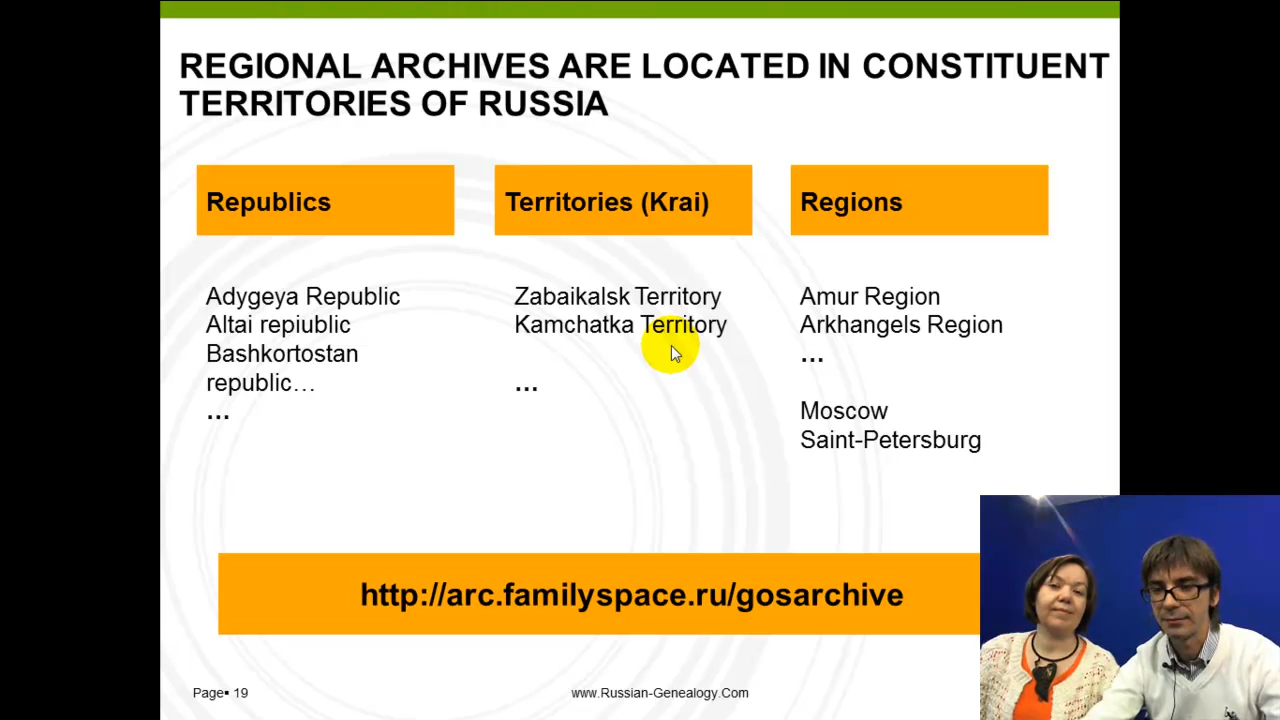 REGIONAL ARCHIVES ARE LOCATED IN CONSTITUENT
TERRITORIES OF RUSSIA
Republics
Adygeya Republic
Altai repiublic
Bashkortostan
republic…
…
Territories (Krai)
Zabaikalsk Territory
Kamchatka Territory
…
Regions
Amur Region
Arkhangels Region
…
Moscow
Saint-Petersburg
http://arc.familyspace.ru/gosarchive
Page▪ 19
www.Russian-Genealogy.Com